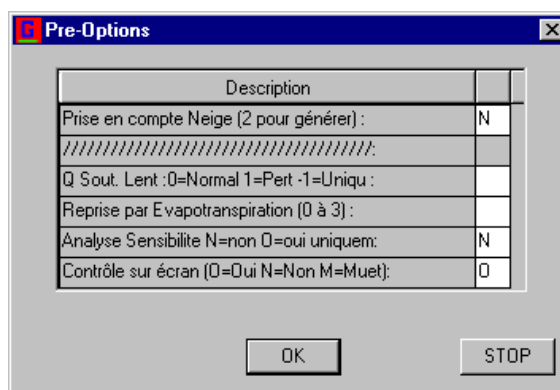 G Pre-Options
Description
Prise en compte Neige (2 pour générer) : N
///////////////////////////////////////:
Q Sout. Lent :0=Normal 1=Pert -1=Uniqu :
Reprise par Evapotranspiration (0 à 3) :
Analyse Sensibilite N=non O=oui uniquem: N
Contrôle sur écran (O=Oui N=Non M=Muet): O
OK STOP